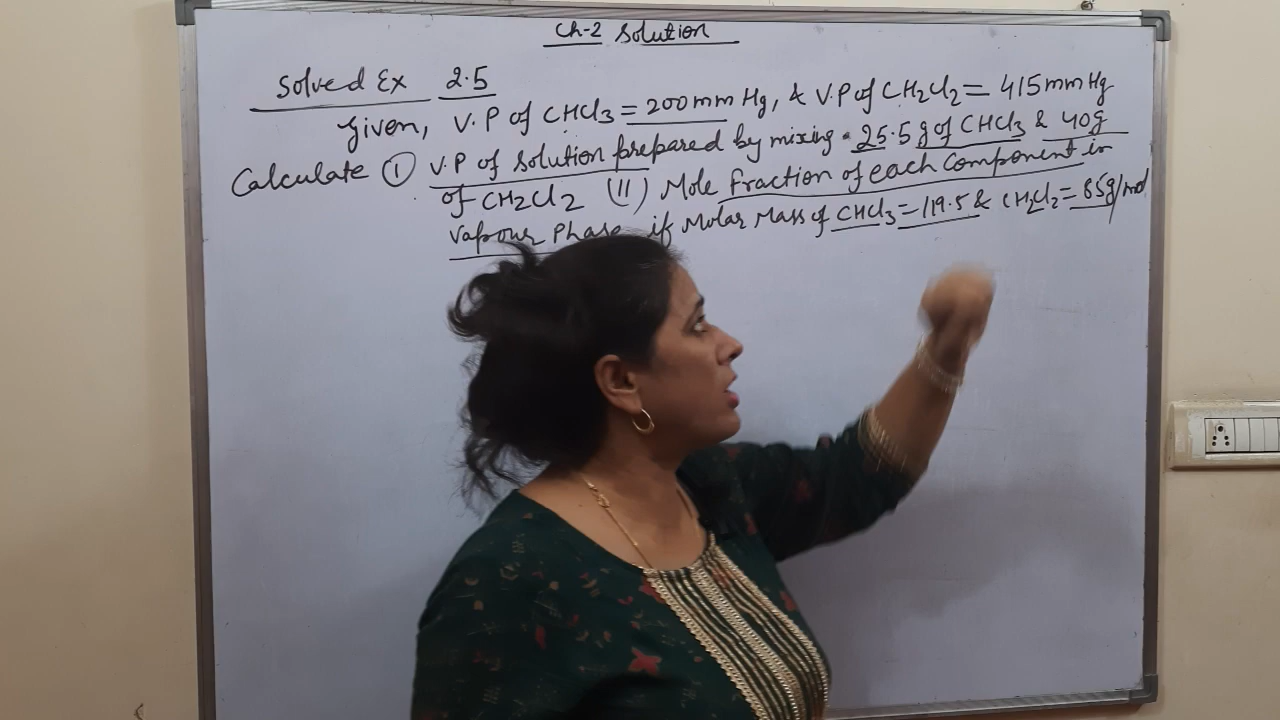 Ch-2 Solution
Solved Ex 2.5
Given, V.P of CHCl3 = 200 mm Hg, & V.P of CH2Cl2 = 415 mm Hg
Calculate (I) V.P of Solution prepared by mixing 25.5 g of CHCl3 & 40g
of CH2Cl2 (II) Mole fraction of each component in
Vapour Phase if Molar Mass of CHCl3 = 119.5 & CH2Cl2 = 85g/mol